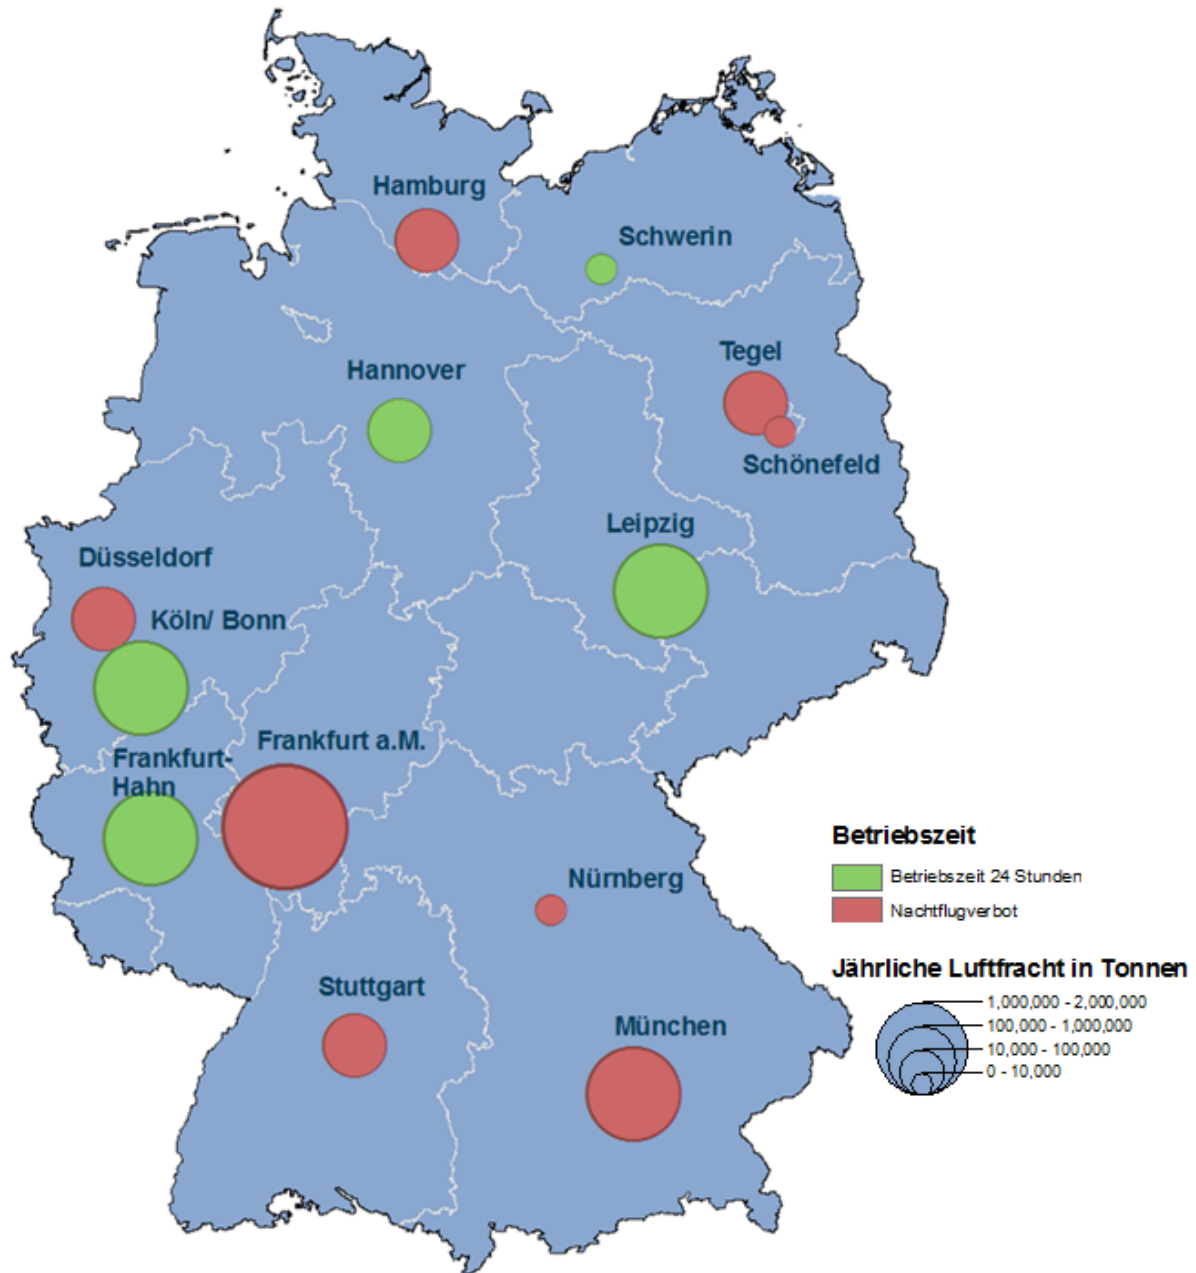 Hamburg
Schwerin
Tegel
Hannover
Schönefeld
Leipzig
Düsseldorf
Köln/ Bonn
Frankfurt a.M.
Frankfurt-
Hahn
Nürnberg
Stuttgart
München
Betriebszeit
Betriebszeit 24 Stunden
Nachtflugverbot
Jährliche Luftfracht in Tonnen
1,000,000 - 2,000,000
100,000 - 1,000,000
10,000 - 100,000
0 - 10,000